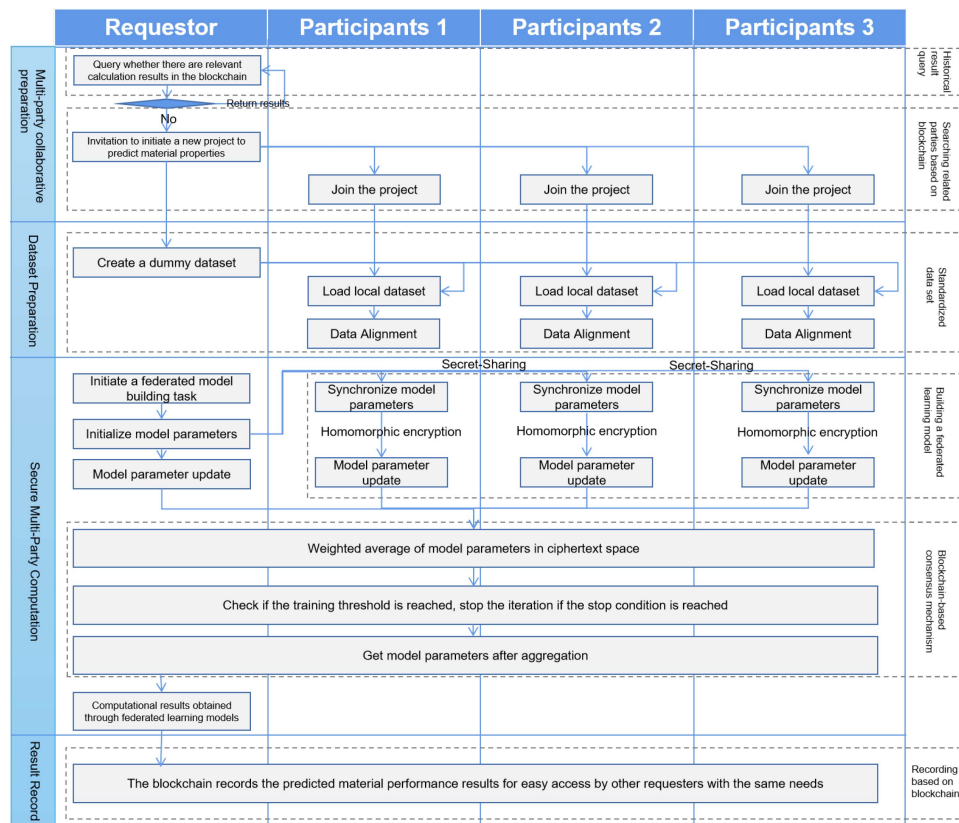 Requestor
Participants 1
Participants 2
Participants 3
Multi-party collaborative
preparation
Query whether there are relevant
calculation results in the blockchain
Return results
No
Historical
result
query
Invitation to initiate a new project to
predict material properties
Join the project
Join the project
Join the project
Searching related
parties based on
blockchain
Dataset Preparation
Create a dummy dataset
Load local dataset
Load local dataset
Load local dataset
Data Alignment
Data Alignment
Data Alignment
Standardized
data set
Secure Multi-Party Computation
Secret-Sharing
Secret-Sharing
Initiate a federated model
building task
Synchronize model
parameters
Synchronize model
parameters
Synchronize model
parameters
Initialize model parameters
Homomorphic encryption
Homomorphic encryption
Homomorphic encryption
Model parameter update
Model parameter
update
Model parameter
update
Model parameter
update
Building a federated
learning model
Weighted average of model parameters in ciphertext space
Check if the training threshold is reached, stop the iteration if the stop condition is reached
Get model parameters after aggregation
Blockchain-based
consensus mechanism
Computational results obtained
through federated learning models
Result Record
The blockchain records the predicted material performance results for easy access by other requesters with the same needs
Recording
based on
blockchain